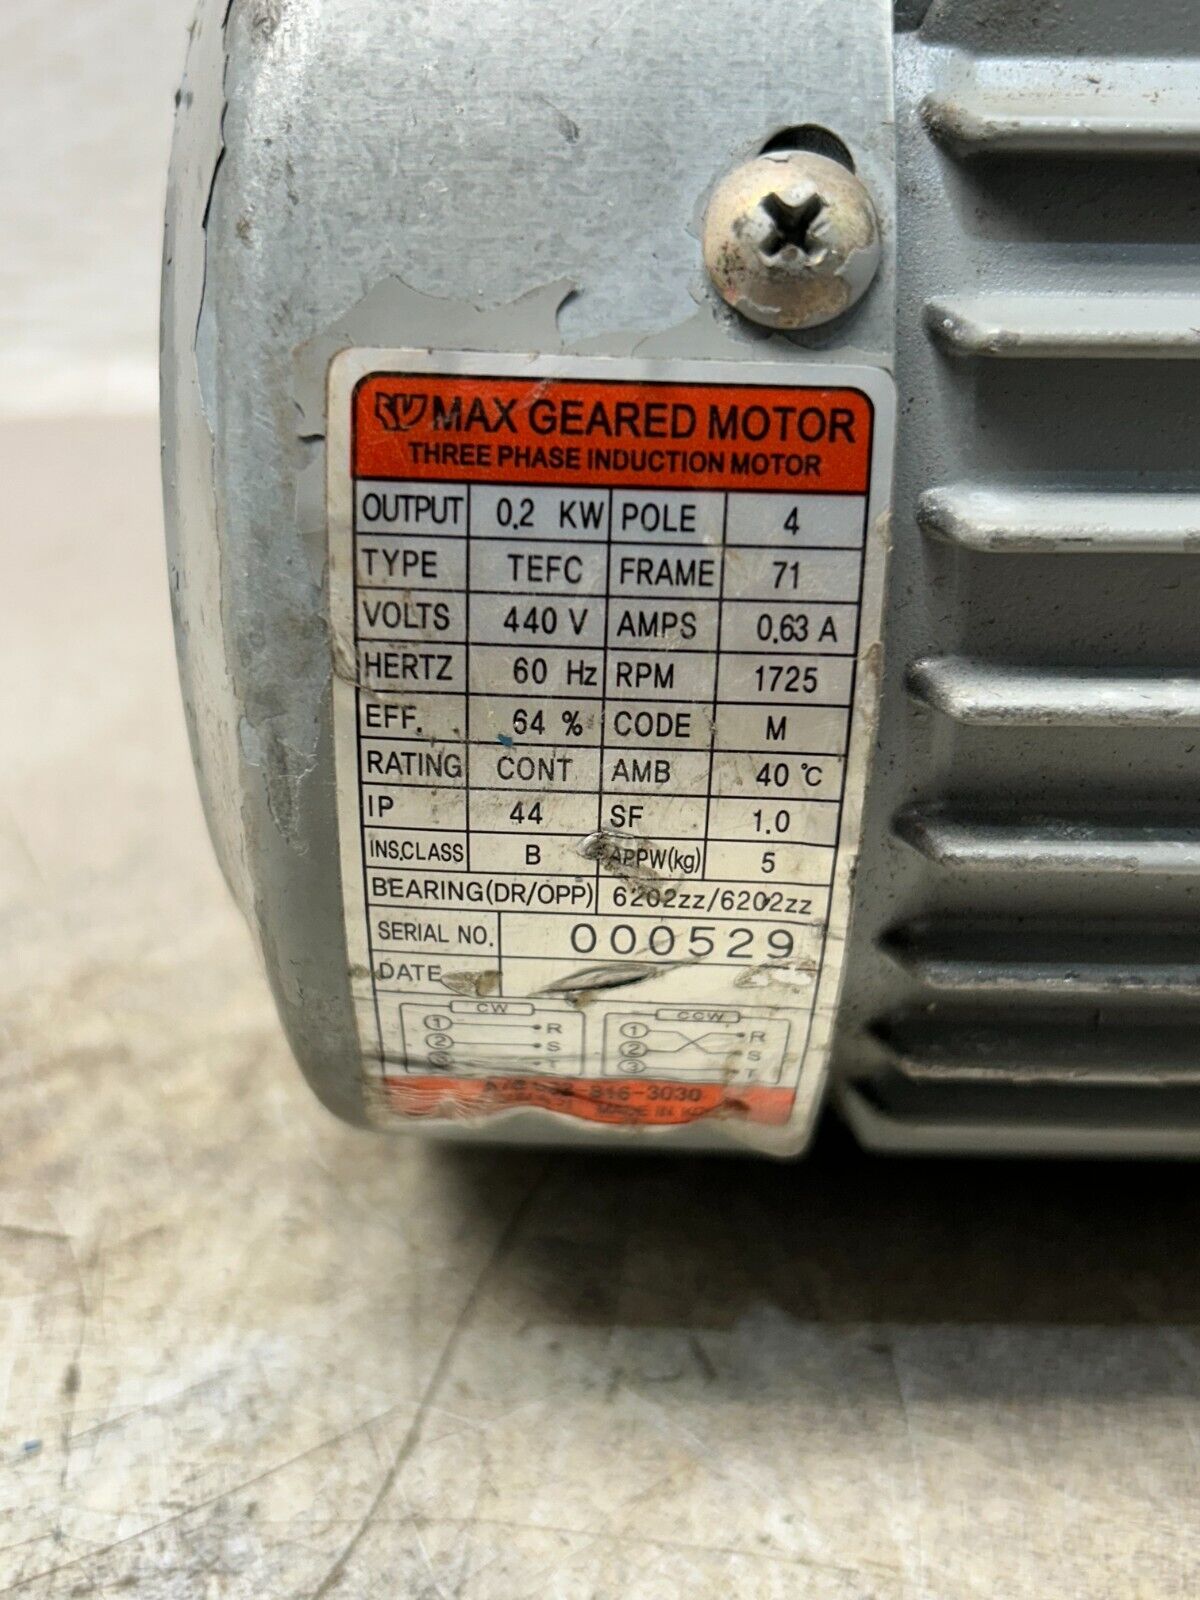 MAX GEARED MOTOR
THREE PHASE INDUCTION MOTOR
OUTPUT 0.2 KW POLE 4
TYPE TEFC FRAME 71
VOLTS 440 V AMPS 0.63 A
HERTZ 60 Hz RPM 1725
EFF. 64 % CODE M
RATING CONT AMB 40 ℃
IP 44 SF 1.0
INS.CLASS B APPW(kg) 5
BEARING(DR/OPP) 6202zz/6202zz
SERIAL NO. 000529
DATE
CW CCW
1 R 1 R
2 S 2 S
T 3 T
816-3030
MADE IN